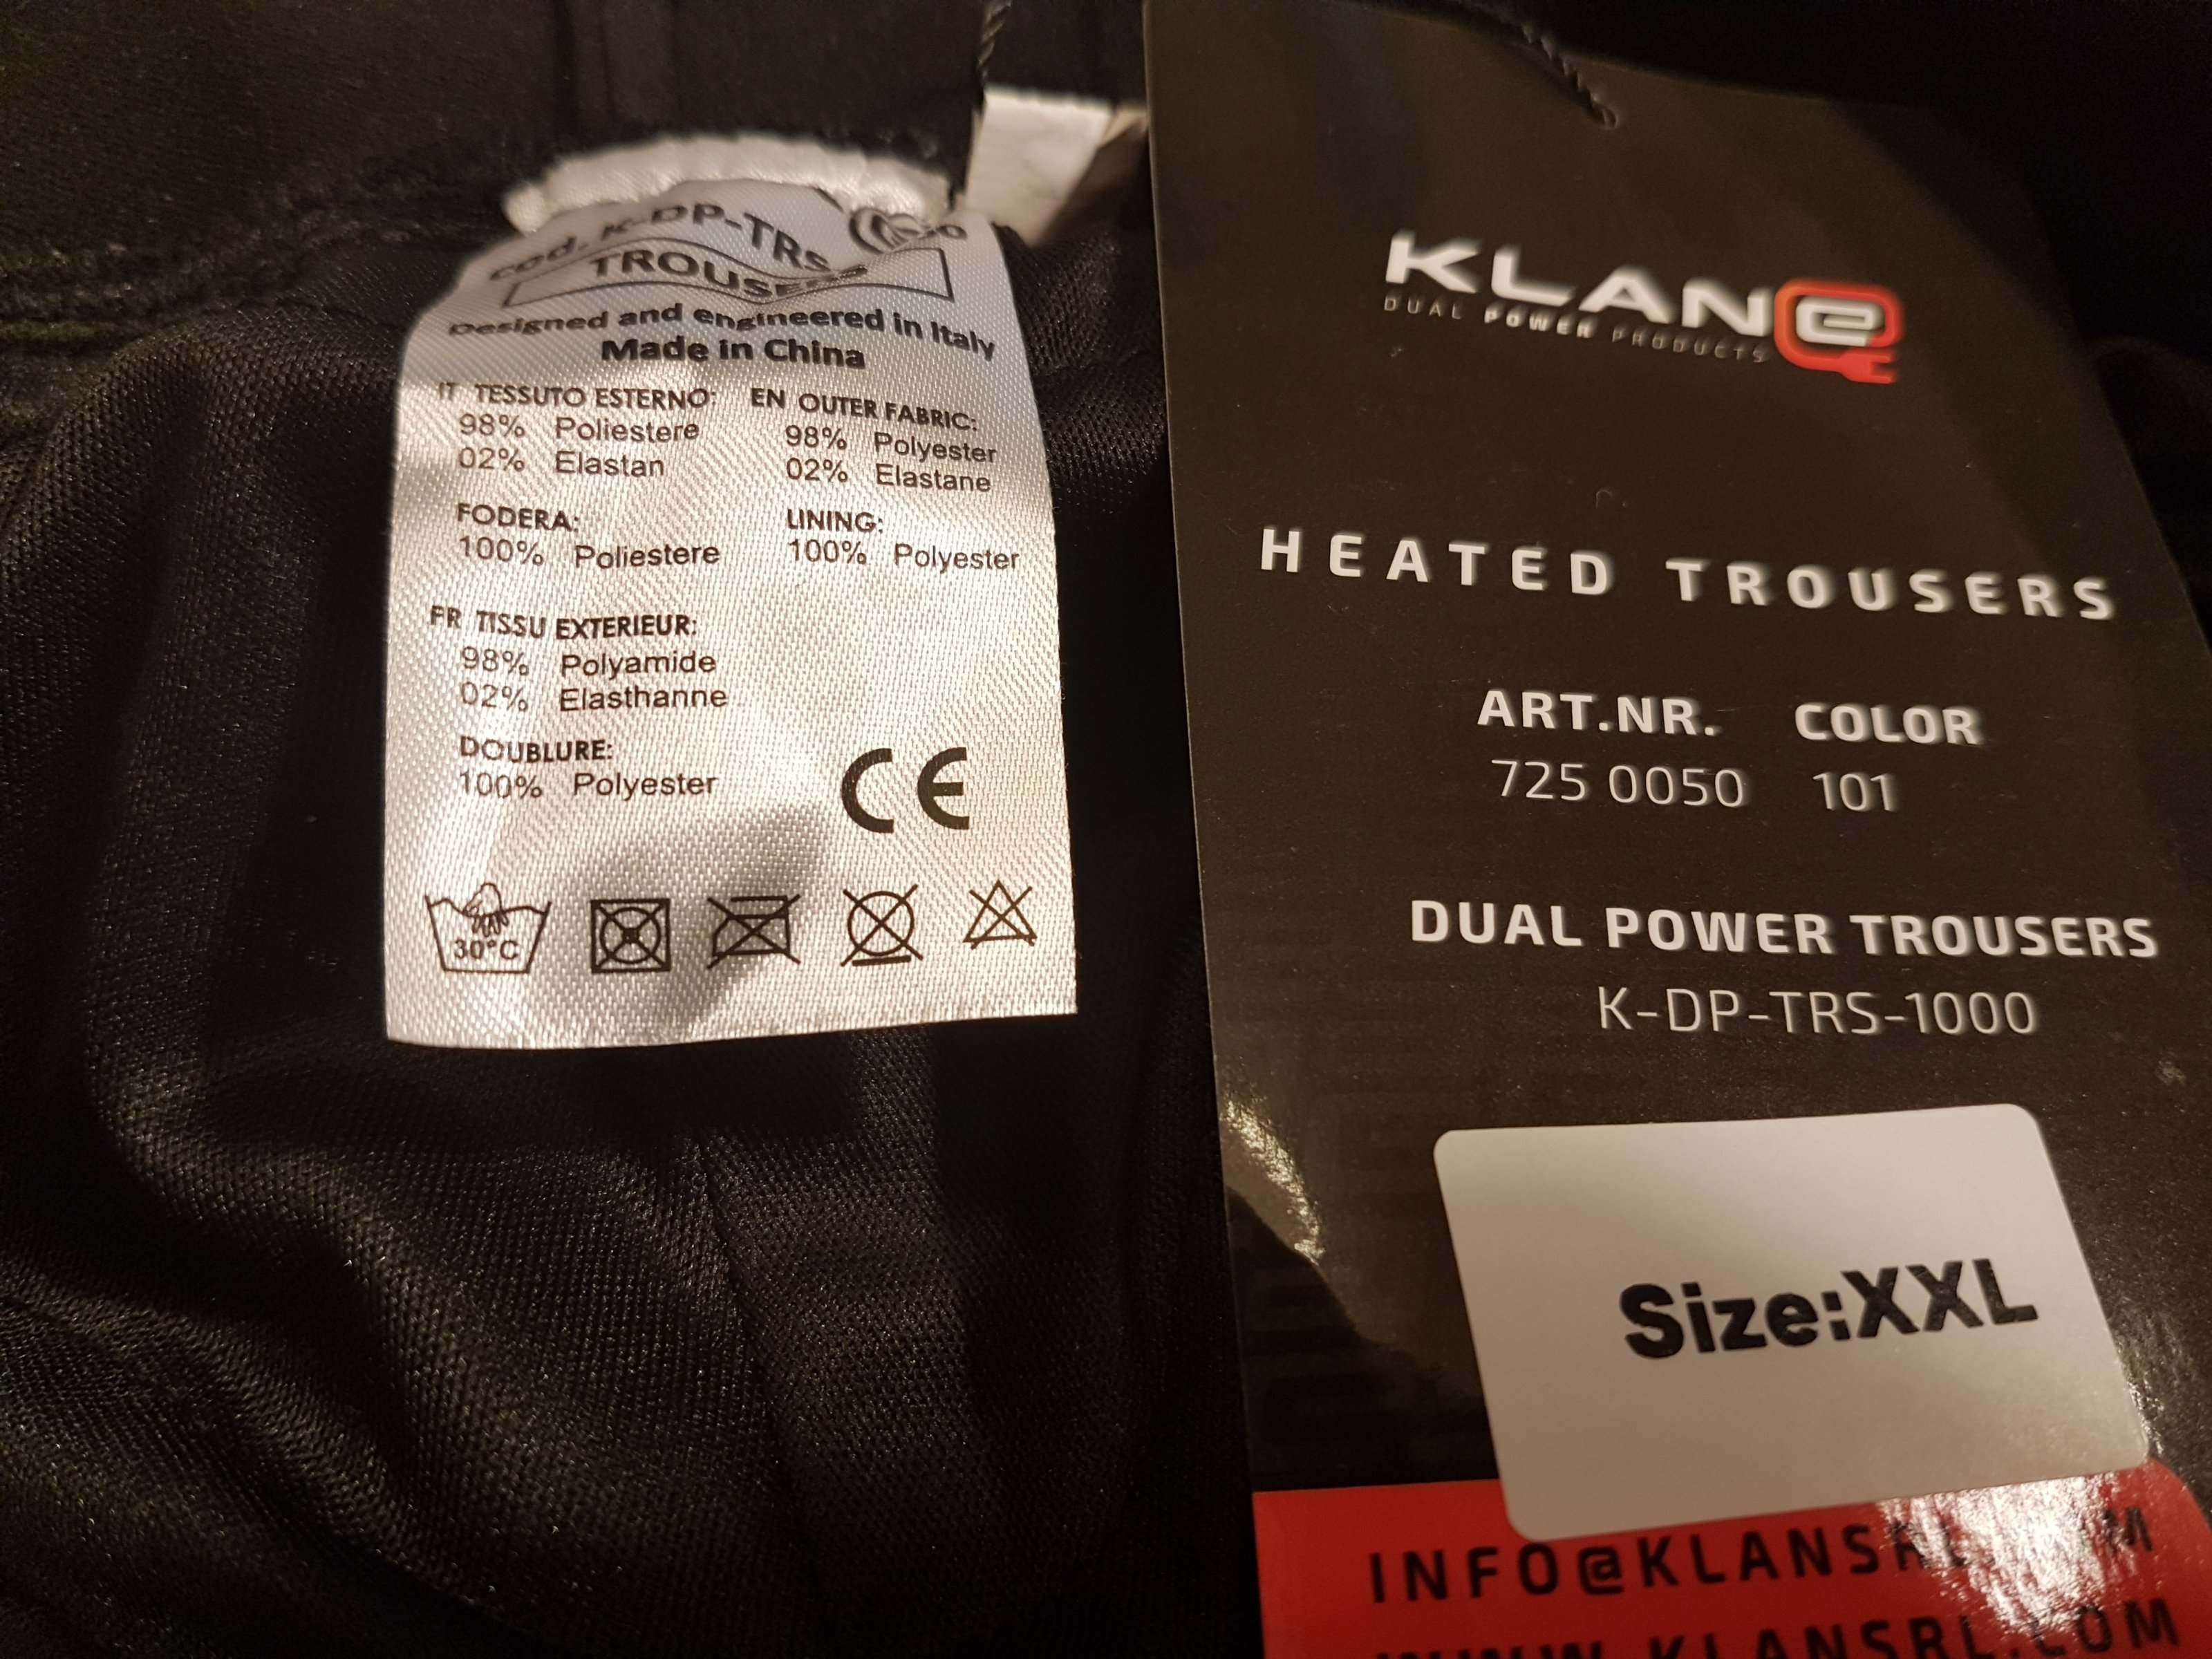 cod. K-DP-TRS
TROUSERS
Designed and engineered in Italy
Made in China
IT TESSUTO ESTERNO:
98% Poliestere
02% Elastan
FODERA:
100% Poliestere
EN OUTER FABRIC:
98% Polyester
02% Elastane
LINING:
100% Polyester
FR TISSU EXTERIEUR:
98% Polyamide
02% Elasthanne
DOUBLURE:
100% Polyester
CE
30°C
KLAN e
DUAL POWER PRODUCTS
HEATED TROUSERS
ART.NR. COLOR
725 0050 101
DUAL POWER TROUSERS
K-DP-TRS-1000
Size:XXL
INFO@KLANSRL.COM
WWW.KLANSRL.COM